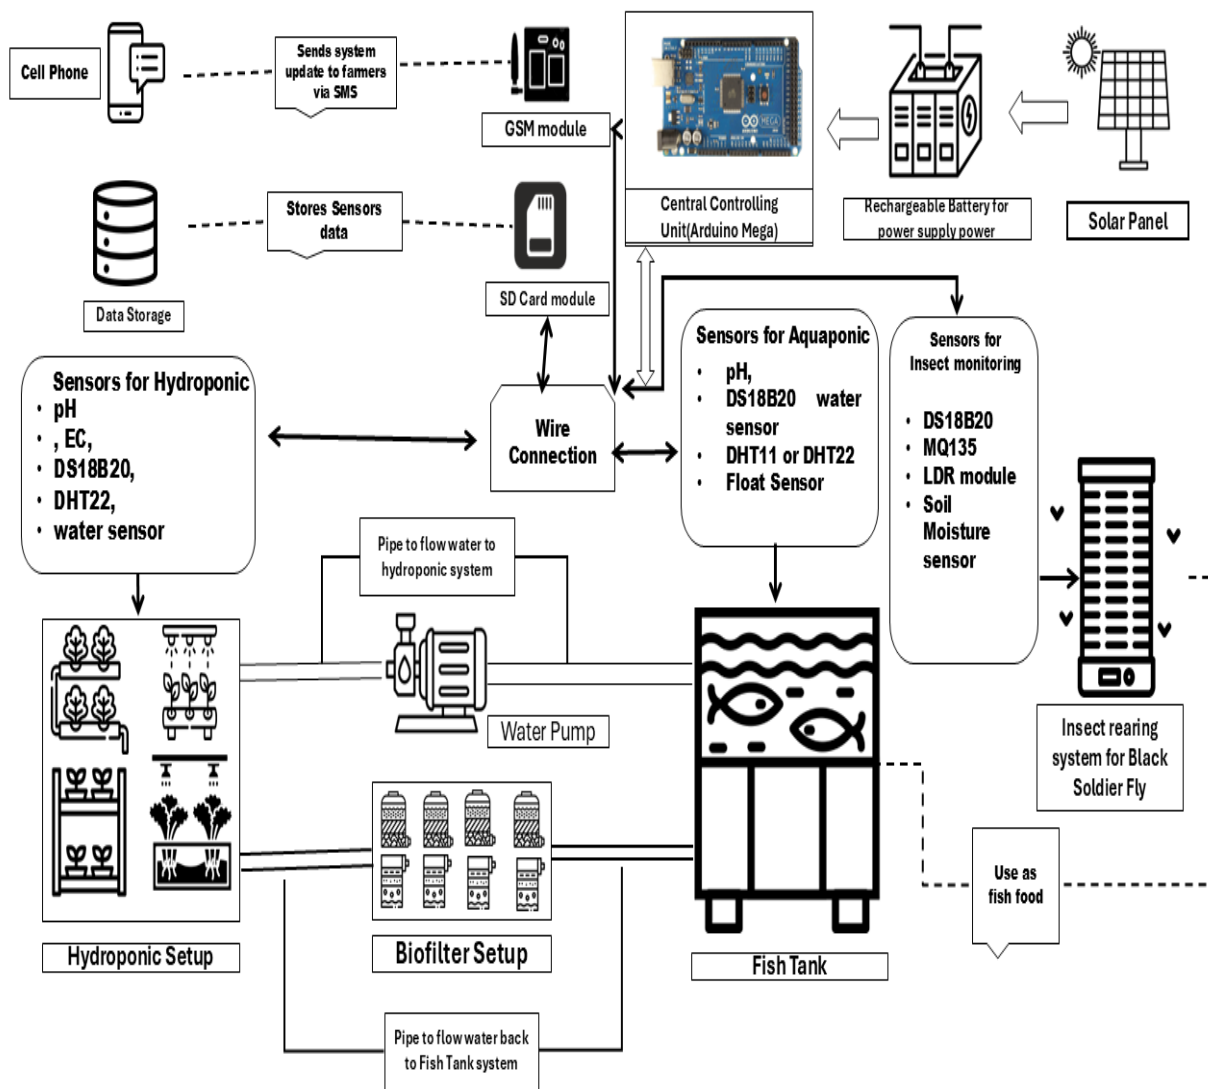 Cell Phone
Sends system
update to farmers
via SMS
GSM module
MEGA
ARDUINO
Central Controlling
Unit(Arduino Mega)
Rechargeable Battery for
power supply power
Solar Panel
Data Storage
Stores Sensors
data
SD Card module
Sensors for Hydroponic
• pH
• , EC,
• DS18B20,
• DHT22,
• water sensor
Wire
Connection
Sensors for Aquaponic
• pH,
• DS18B20 water
sensor
• DHT11 or DHT22
• Float Sensor
Sensors for
Insect monitoring
• DS18B20
• MQ135
• LDR module
• Soil
Moisture
sensor
Pipe to flow water to
hydroponic system
Water Pump
Insect rearing
system for Black
Soldier Fly
Use as
fish food
Hydroponic Setup
Biofilter Setup
Fish Tank
Pipe to flow water back
to Fish Tank system